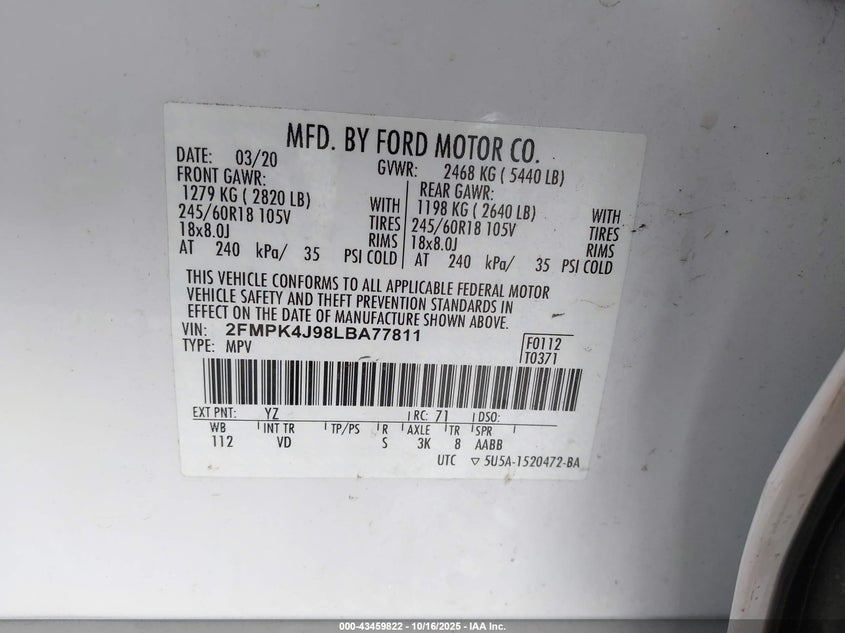 MFD. BY FORD MOTOR CO.
DATE: 03/20 GVWR: 2468 KG ( 5440 LB)
FRONT GAWR: REAR GAWR:
1279 KG ( 2820 LB) WITH 1198 KG ( 2640 LB) WITH
245/60R18 105V TIRES 245/60R18 105V TIRES
18x8.0J RIMS 18x8.0J RIMS
AT 240 kPa/ 35 PSI COLD AT 240 kPa/ 35 PSI COLD
THIS VEHICLE CONFORMS TO ALL APPLICABLE FEDERAL MOTOR
VEHICLE SAFETY AND THEFT PREVENTION STANDARDS IN
EFFECT ON THE DATE OF MANUFACTURE SHOWN ABOVE.
VIN: 2FMPK4J98LBA77811
TYPE: MPV
F0112
T0371
EXT PNT: YZ RC: 71 DSO:
WB INT TR TP/PS R AXLE TR SPR
112 VD S 3K 8 AABB
UTC ▽ 5U5A-1520472-BA
000-43459822 - 10/16/2025 - IAA Inc.